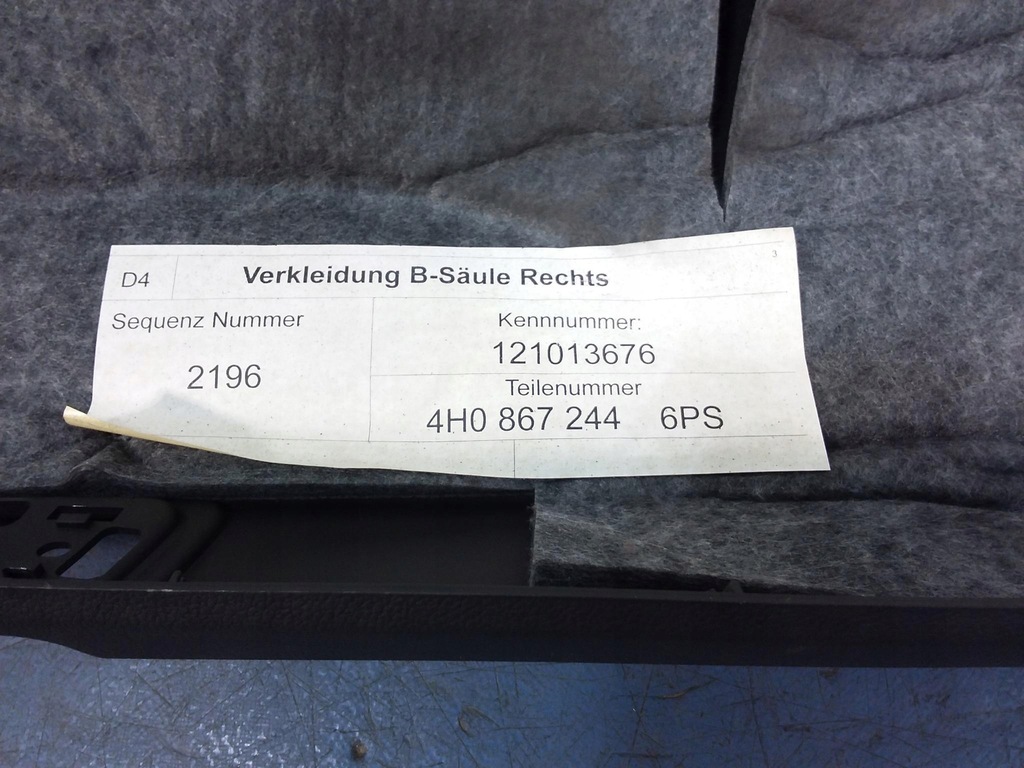 D4 Verkleidung B-Säule Rechts 3
Sequenz Nummer
2196
Kennnummer:
121013676
Teilenummer
4H0 867 244 6PS